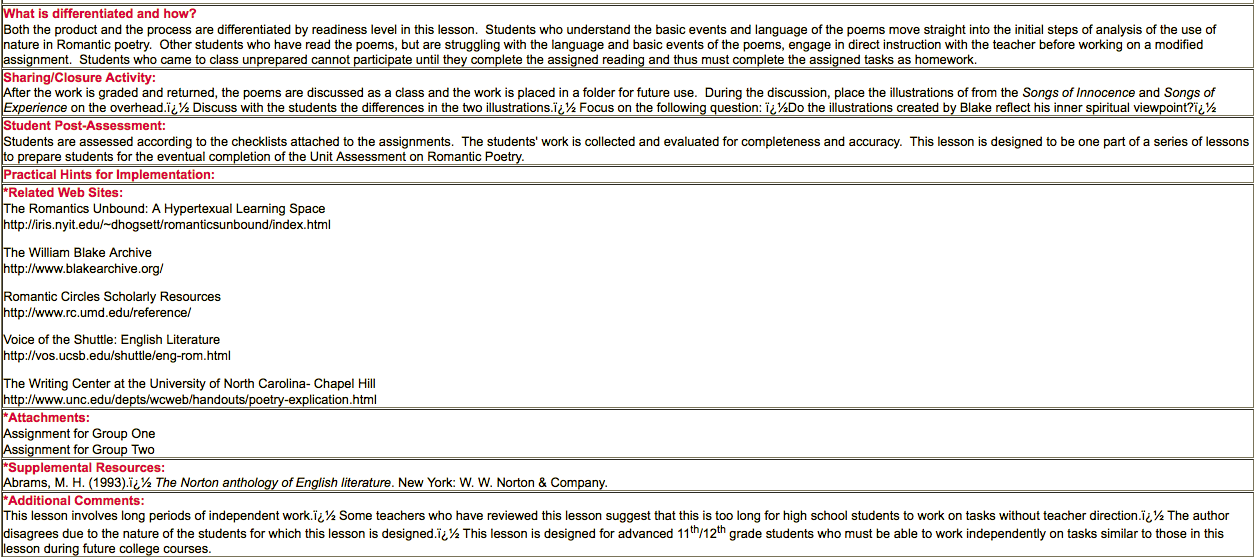 What is differentiated and how?
Both the product and the process are differentiated by readiness level in this lesson.  Students who understand the basic events and language of the poems move straight into the initial steps of analysis of the use of
nature in Romantic poetry.  Other students who have read the poems, but are struggling with the language and basic events of the poems, engage in direct instruction with the teacher before working on a modified
assignment.  Students who came to class unprepared cannot participate until they complete the assigned reading and thus must complete the assigned tasks as homework.
Sharing/Closure Activity:
After the work is graded and returned, the poems are discussed as a class and the work is placed in a folder for future use.  During the discussion, place the illustrations of from the Songs of Innocence and Songs of
Experience on the overhead.ï¿½ Discuss with the students the differences in the two illustrations.ï¿½ Focus on the following question: ï¿½Do the illustrations created by Blake reflect his inner spiritual viewpoint?ï¿½
Student Post-Assessment:
Students are assessed according to the checklists attached to the assignments.  The students' work is collected and evaluated for completeness and accuracy.  This lesson is designed to be one part of a series of lessons
to prepare students for the eventual completion of the Unit Assessment on Romantic Poetry.
Practical Hints for Implementation:
*Related Web Sites:
The Romantics Unbound: A Hypertexual Learning Space
http://iris.nyit.edu/~dhogsett/romanticsunbound/index.html
The William Blake Archive
http://www.blakearchive.org/
Romantic Circles Scholarly Resources
http://www.rc.umd.edu/reference/
Voice of the Shuttle: English Literature
http://vos.ucsb.edu/shuttle/eng-rom.html
The Writing Center at the University of North Carolina- Chapel Hill
http://www.unc.edu/depts/wcweb/handouts/poetry-explication.html
*Attachments:
Assignment for Group One
Assignment for Group Two
*Supplemental Resources:
Abrams, M. H. (1993).ï¿½ The Norton anthology of English literature. New York: W. W. Norton & Company.
*Additional Comments:
This lesson involves long periods of independent work.ï¿½ Some teachers who have reviewed this lesson suggest that this is too long for high school students to work on tasks without teacher direction.ï¿½ The author
disagrees due to the nature of the students for which this lesson is designed.ï¿½ This lesson is designed for advanced 11th/12th grade students who must be able to work independently on tasks similar to those in this
lesson during future college courses.